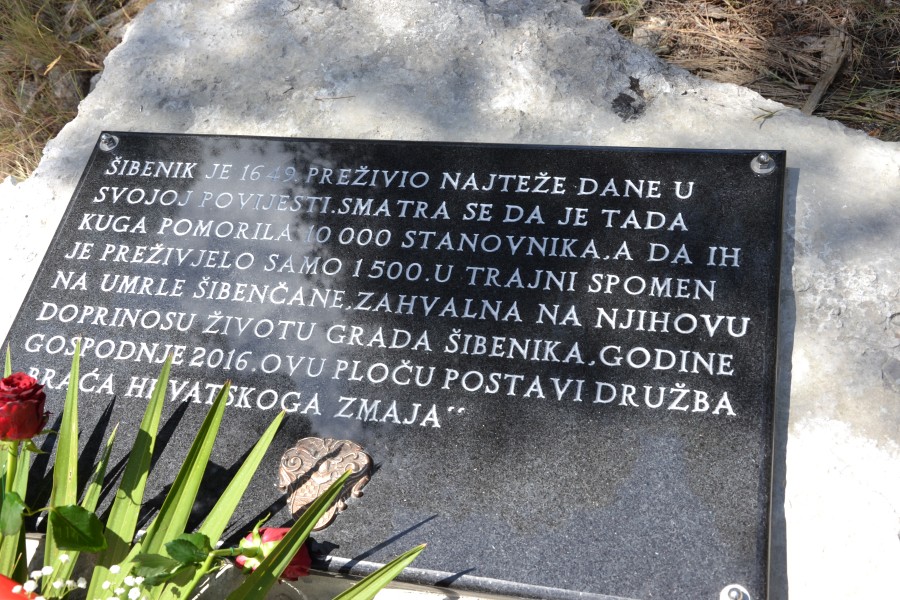 ŠIBENIK JE 1649. PREŽIVIO NAJTEŽE DANE U
SVOJOJ POVIJESTI.SMATRA SE DA JE TADA
KUGA POMORILA 10 000 STANOVNIKA,A DA IH
JE PREŽIVJELO SAMO 1500.U TRAJNI SPOMEN
NA UMRLE ŠIBENČANE,ZAHVALNA NA NJIHOVU
DOPRINOSU ŽIVOTU GRADA ŠIBENIKA,GODINE
GOSPODNJE 2016.OVU PLOČU POSTAVI DRUŽBA
BRAĆA HRVATSKOGA ZMAJA"